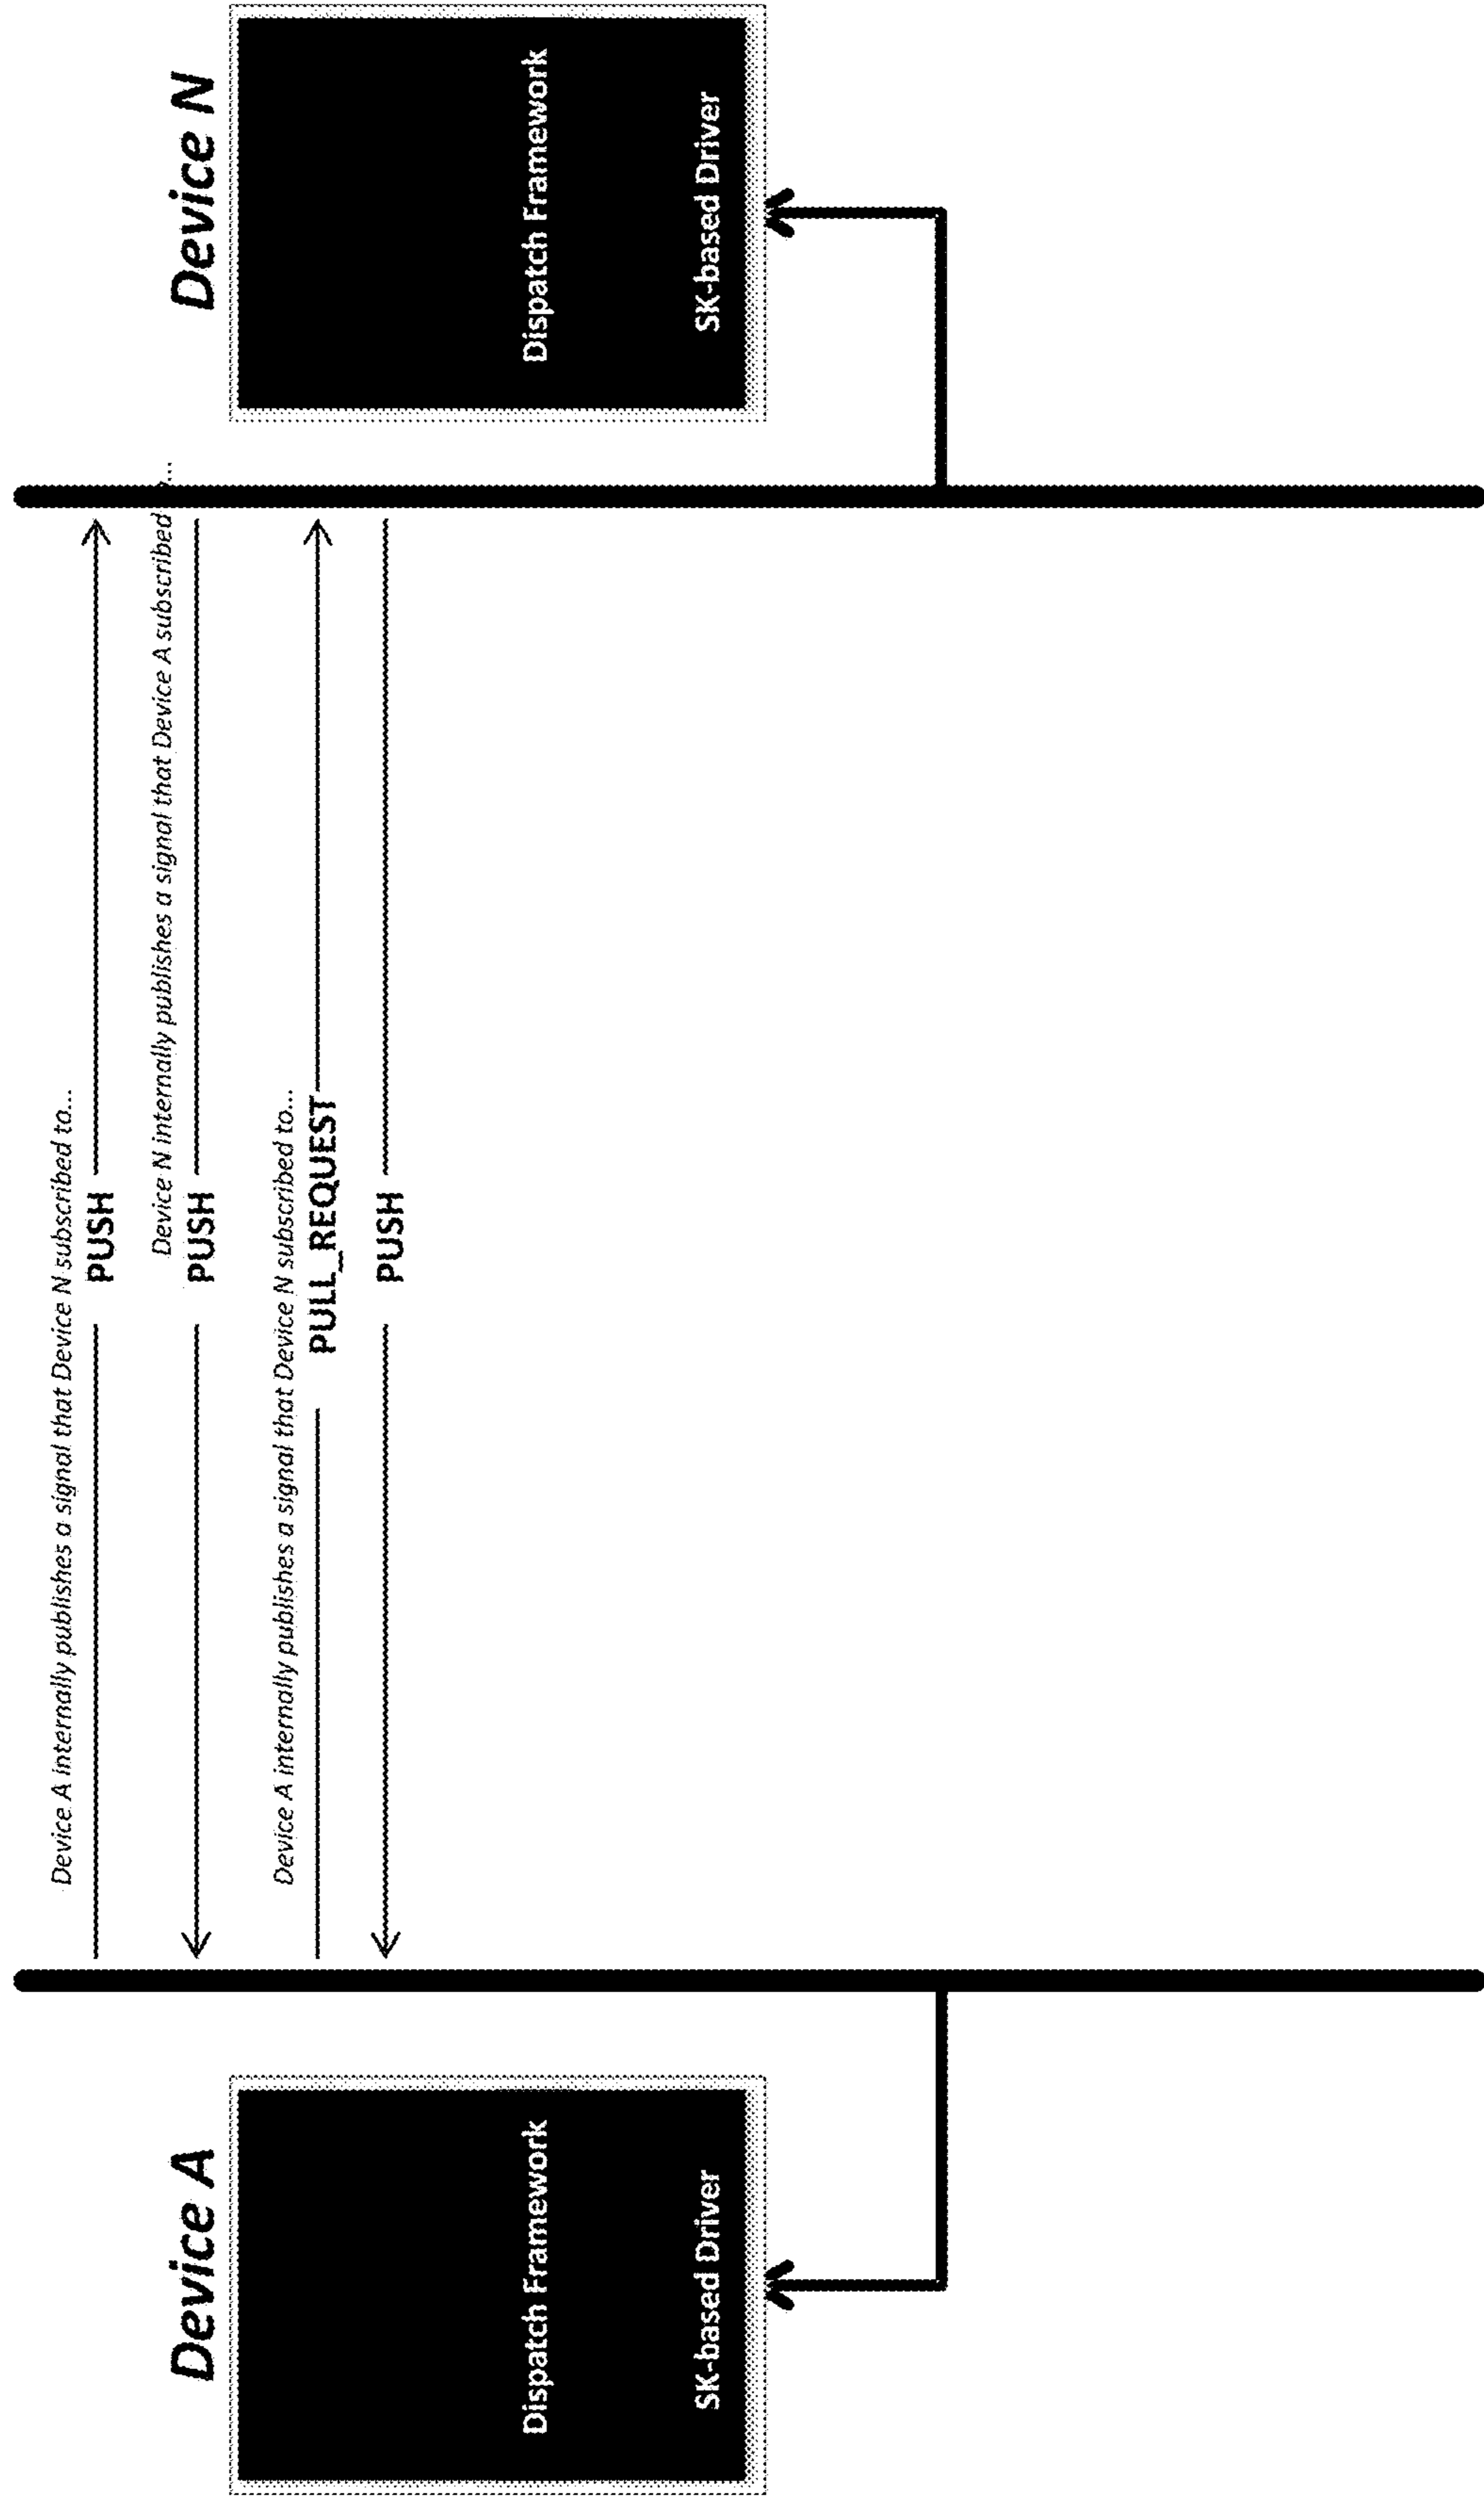 Device A internally publishes a signal that Device N subscribed to...
PUSH
Device N internally publishes a signal that Device A subscribed
...
PUSH
Device A internally publishes a signal that Device N subscribed to...
PULL_REQUEST
PUSH
Device A
Dispatch Framework
SK-based Driver
Device N
Dispatch Framework
SK-based Driver